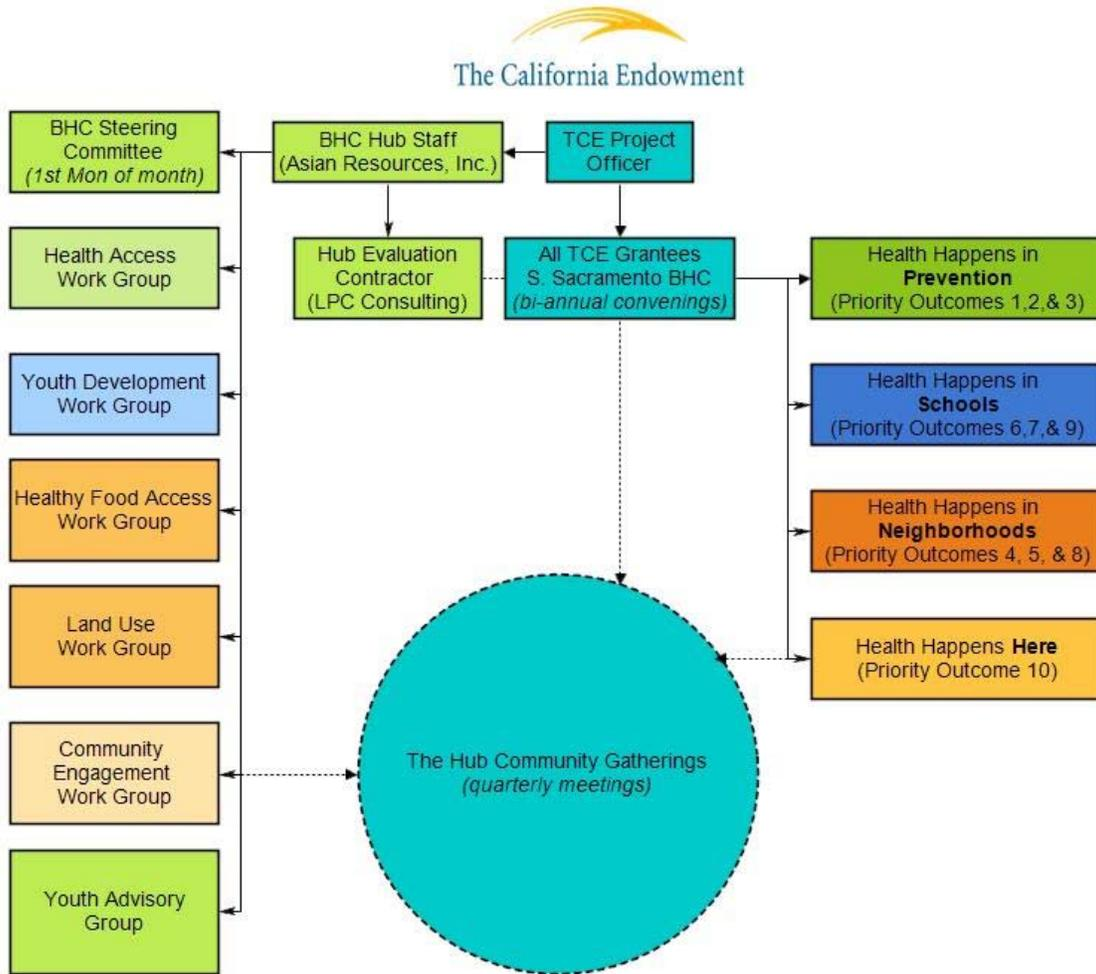 The California Endowment
BHC Steering
Committee
(1st Mon of month)
BHC Hub Staff
(Asian Resources, Inc.)
TCE Project
Officer
Health Access
Work Group
Hub Evaluation
Contractor
(LPC Consulting)
All TCE Grantees
S. Sacramento BHC
(bi-annual convenings)
Health Happens in
Prevention
(Priority Outcomes 1,2,& 3)
Youth Development
Work Group
Health Happens in
Schools
(Priority Outcomes 6,7,& 9)
Healthy Food Access
Work Group
Health Happens in
Neighborhoods
(Priority Outcomes 4, 5, & 8)
Land Use
Work Group
Health Happens Here
(Priority Outcome 10)
Community
Engagement
Work Group
The Hub Community Gatherings
(quarterly meetings)
Youth Advisory
Group